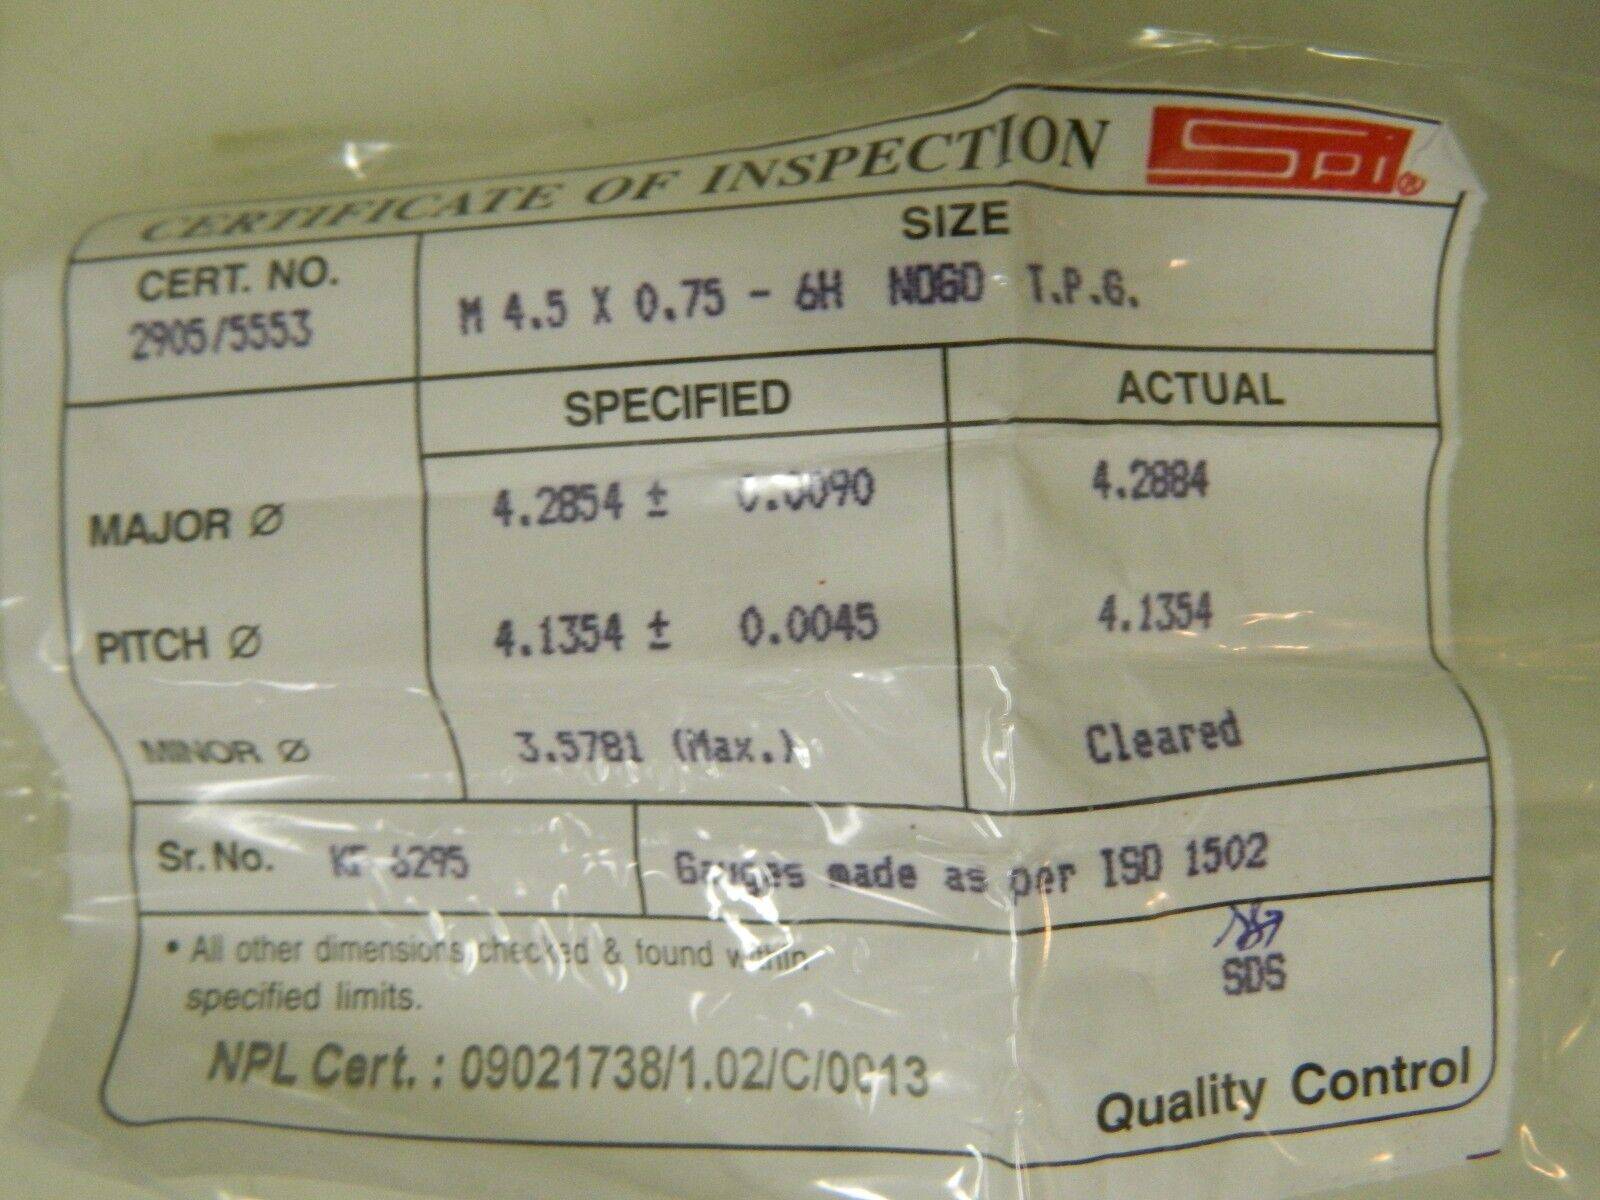 CERTIFICATE OF INSPECTION SPI®
CERT. NO.
2905/5553
SIZE
M 4.5 X 0.75 - 6H NOGO T.P.G.
SPECIFIED ACTUAL
MAJOR Ø 4.2854 ± 0.0090 4.2884
PITCH Ø 4.1354 ± 0.0045 4.1354
MINOR Ø 3.5781 (Max.) Cleared
Sr. No. 6295 Gauges made as per ISO 1502
• All other dimensions checked & found within
specified limits.
SDS
NPL Cert. : 09021738/1.02/C/0013
Quality Control